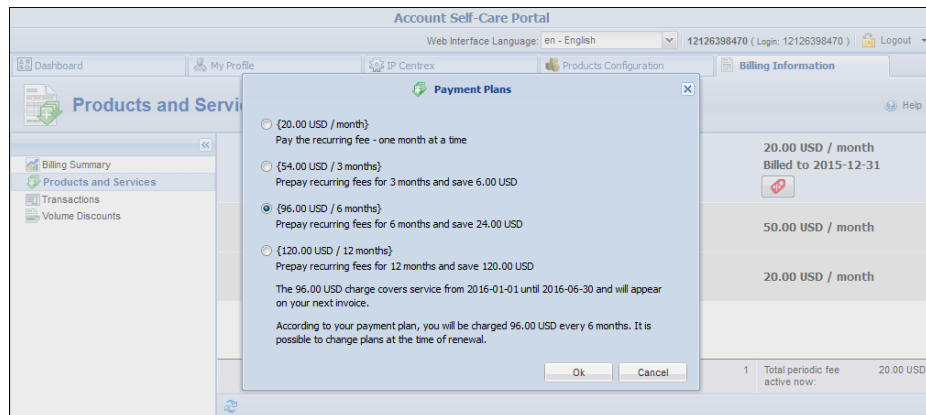 Account Self-Care Portal
Web Interface Language: en - English 12126398470 ( Login: 12126398470 ) Logout
Dashboard My Profile IP Centrex Products Configuration Billing Information
Products and Servi
Help
Payment Plans
{20.00 USD / month}
Pay the recurring fee - one month at a time
{54.00 USD / 3 months}
Prepay recurring fees for 3 months and save 6.00 USD
{96.00 USD / 6 months}
Prepay recurring fees for 6 months and save 24.00 USD
{120.00 USD / 12 months}
Prepay recurring fees for 12 months and save 120.00 USD
The 96.00 USD charge covers service from 2016-01-01 until 2016-06-30 and will appear
on your next invoice.
According to your payment plan, you will be charged 96.00 USD every 6 months. It is
possible to change plans at the time of renewal.
Ok Cancel
Billing Summary
Products and Services
Transactions
Volume Discounts
20.00 USD / month
Billed to 2015-12-31
50.00 USD / month
20.00 USD / month
1 Total periodic fee 20.00 USD
active now: